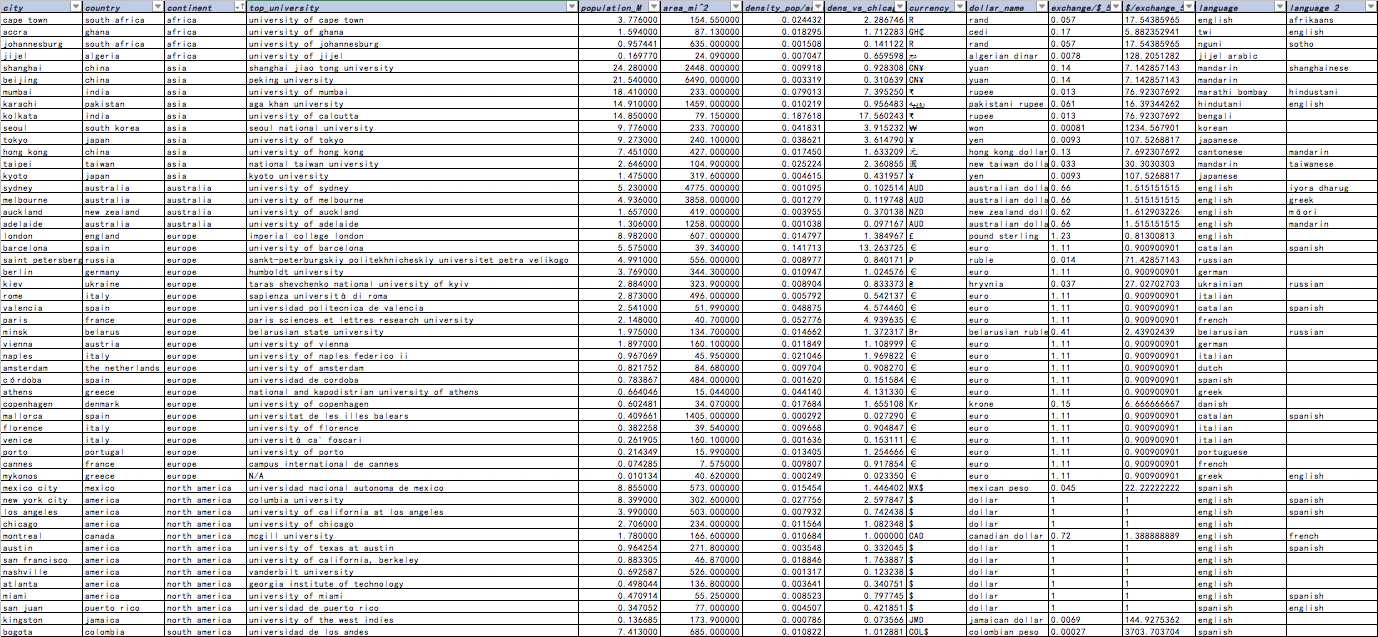 city country continent top_university population_M area_mi^2 density_pop/a dens_vs_chica currency_ dollar_name exchange/$_5 $/exchange_5 language language 2
cape town south africa africa university of cape town 3.776000 154.550000 0.024432 2.286746 R rand 0.057 17.54385965 english afrikaans
accra ghana africa university of ghana 1.594000 87.130000 0.018295 1.712283 GH₵ cedi 0.17 5.882352941 twi english
johannesburg south africa africa university of johannesburg 0.957441 635.000000 0.001508 0.141122 R rand 0.057 17.54385965 nguni sotho
jijel algeria africa university of jijel 0.169770 24.090000 0.007047 0.659598 دج algerian dinar 0.0078 128.2051282 jijel arabic
shanghai china asia shanghai jiao tong university 24.280000 2448.000000 0.009918 0.928308 CN¥ yuan 0.14 7.142857143 mandarin shanghainese
beijing china asia peking university 21.540000 6490.000000 0.003319 0.310639 CN¥ yuan 0.14 7.142857143 mandarin
mumbai india asia university of mumbai 18.410000 233.000000 0.079013 7.395250 ₹ rupee 0.013 76.92307692 marathi bombay hindustani
karachi pakistan asia aga khan university 14.910000 1459.000000 0.010219 0.956483 روپیہ pakistani rupee 0.061 16.39344262 hindutani english
kolkata india asia university of calcutta 14.850000 79.150000 0.187618 17.560243 ₹ rupee 0.013 76.92307692 bengali
seoul south korea asia seoul national university 9.776000 233.700000 0.041831 3.915232 ₩ won 0.00081 1234.567901 korean
tokyo japan asia university of tokyo 9.273000 240.100000 0.038621 3.614790 ¥ yen 0.0093 107.5268817 japanese
hong kong china asia university of hong kong 7.451000 427.000000 0.017450 1.633209 元 hong kong dollar 0.13 7.692307692 cantonese mandarin
taipei taiwan asia national taiwan university 2.646000 104.900000 0.025224 2.360855 圓 new taiwan dolla 0.033 30.3030303 mandarin taiwanese
kyoto japan asia kyoto university 1.475000 319.600000 0.004615 0.431957 ¥ yen 0.0093 107.5268817 japanese
sydney australia australia university of sydney 5.230000 4775.000000 0.001095 0.102514 AUD australian dolla 0.66 1.515151515 english iyora dharug
melbourne australia australia university of melbourne 4.936000 3858.000000 0.001279 0.119748 AUD australian dolla 0.66 1.515151515 english greek
auckland new zealand australia university of auckland 1.657000 419.000000 0.003955 0.370138 NZD new zealand doll 0.62 1.612903226 english māori
adelaide australia australia university of adelaide 1.306000 1258.000000 0.001038 0.097167 AUD australian dolla 0.66 1.515151515 english mandarin
london england europe imperial college london 8.982000 607.000000 0.014797 1.384967 £ pound sterling 1.23 0.81300813 english
barcelona spain europe university of barcelona 5.575000 39.340000 0.141713 13.263725 € euro 1.11 0.900900901 catalan spanish
saint petersberg russia europe sankt-peterburgskiy politekhnicheskiy universitet petra velikogo 4.991000 556.000000 0.008977 0.840171 ₽ ruble 0.014 71.42857143 russian
berlin germany europe humboldt university 3.769000 344.300000 0.010947 1.024576 € euro 1.11 0.900900901 german
kiev ukraine europe taras shevchenko national university of kyiv 2.884000 323.900000 0.008904 0.833373 ₴ hryvnia 0.037 27.02702703 ukrainian russian
rome italy europe sapienza università di roma 2.873000 496.000000 0.005792 0.542137 € euro 1.11 0.900900901 italian
valencia spain europe universidad politecnica de valencia 2.541000 51.990000 0.048875 4.574460 € euro 1.11 0.900900901 catalan spanish
paris france europe paris sciences et lettres research university 2.148000 40.700000 0.052776 4.939635 € euro 1.11 0.900900901 french
minsk belarus europe belarusian state university 1.975000 134.700000 0.014662 1.372317 Br belarusian ruble 0.41 2.43902439 belarusian russian
vienna austria europe university of vienna 1.897000 160.100000 0.011849 1.108999 € euro 1.11 0.900900901 german
naples italy europe university of naples federico ii 0.967069 45.950000 0.021046 1.969822 € euro 1.11 0.900900901 italian
amsterdam the netherlands europe university of amsterdam 0.821752 84.680000 0.009704 0.908270 € euro 1.11 0.900900901 dutch
córdoba spain europe universidad de cordoba 0.783867 484.000000 0.001620 0.151584 € euro 1.11 0.900900901 spanish
athens greece europe national and kapodistrian university of athens 0.664046 15.044000 0.044140 4.131330 € euro 1.11 0.900900901 greek
copenhagen denmark europe university of copenhagen 0.602481 34.070000 0.017684 1.655108 Kr krone 0.15 6.666666667 danish
mallorca spain europe universitat de les illes balears 0.409661 1405.000000 0.000292 0.027290 € euro 1.11 0.900900901 catalan spanish
florence italy europe university of florence 0.382258 39.540000 0.009668 0.904847 € euro 1.11 0.900900901 italian
venice italy europe università ca' foscari 0.261905 160.100000 0.001636 0.153111 € euro 1.11 0.900900901 italian
porto portugal europe university of porto 0.214349 15.990000 0.013405 1.254666 € euro 1.11 0.900900901 portuguese
cannes france europe campus international de cannes 0.074285 7.575000 0.009807 0.917854 € euro 1.11 0.900900901 french
mykonos greece europe N/A 0.010134 40.620000 0.000249 0.023350 € euro 1.11 0.900900901 greek english
mexico city mexico north america universidad nacional autonoma de mexico 8.855000 573.000000 0.015454 1.446402 MX$ mexican peso 0.045 22.22222222 spanish
new york city america north america columbia university 8.399000 302.600000 0.027756 2.597847 $ dollar 1 1 english spanish
los angeles america north america university of california at los angeles 3.990000 503.000000 0.007932 0.742438 $ dollar 1 1 english spanish
chicago america north america university of chicago 2.706000 234.000000 0.011564 1.082348 $ dollar 1 1 english
montreal canada north america mcgill university 1.780000 166.600000 0.010684 1.000000 CAD canadian dollar 0.72 1.388888889 english french
austin america north america university of texas at austin 0.964254 271.800000 0.003548 0.332045 $ dollar 1 1 english spanish
san francisco america north america university of california, berkeley 0.883305 46.870000 0.018846 1.763887 $ dollar 1 1 english
nashville america north america vanderbilt university 0.692587 526.000000 0.001317 0.123238 $ dollar 1 1 english
atlanta america north america georgia institute of technology 0.498044 136.800000 0.003641 0.340751 $ dollar 1 1 english
miami america north america university of miami 0.470914 55.250000 0.008523 0.797745 $ dollar 1 1 english spanish
san juan puerto rico north america universidad de puerto rico 0.347052 77.000000 0.004507 0.421851 $ dollar 1 1 spanish english
kingston jamaica north america university of the west indies 0.136685 173.900000 0.000786 0.073566 JMD jamaican dollar 0.0069 144.9275362 english
bogota colombia south america universidad de los andes 7.413000 685.000000 0.010822 1.012881 COL$ colombian peso 0.00027 3703.703704 spanish